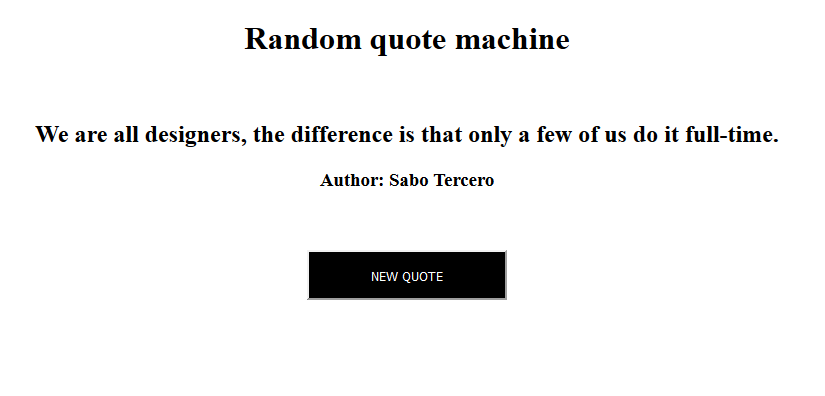 Random quote machine
We are all designers, the difference is that only a few of us do it full-time.
Author: Sabo Tercero
NEW QUOTE